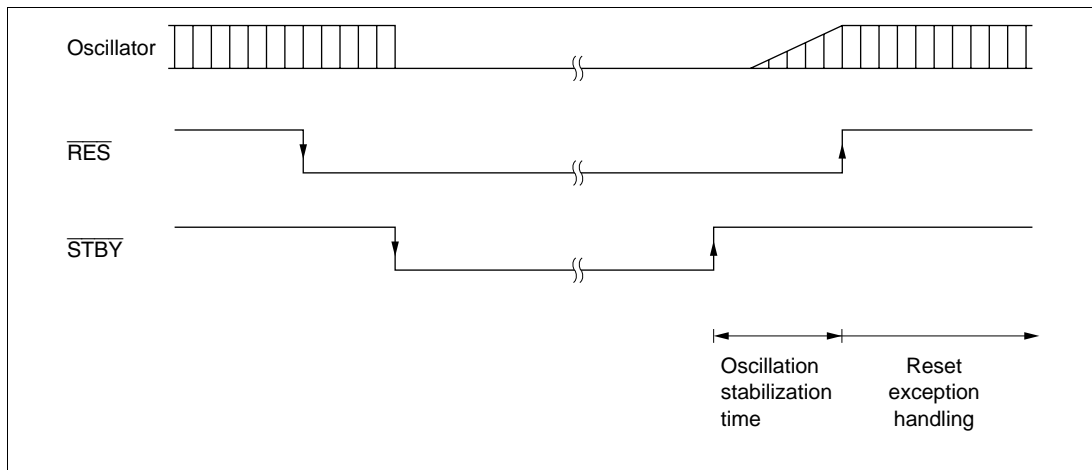 Oscillator
RES
STBY
Oscillation
stabilization
time
Reset
exception
handling